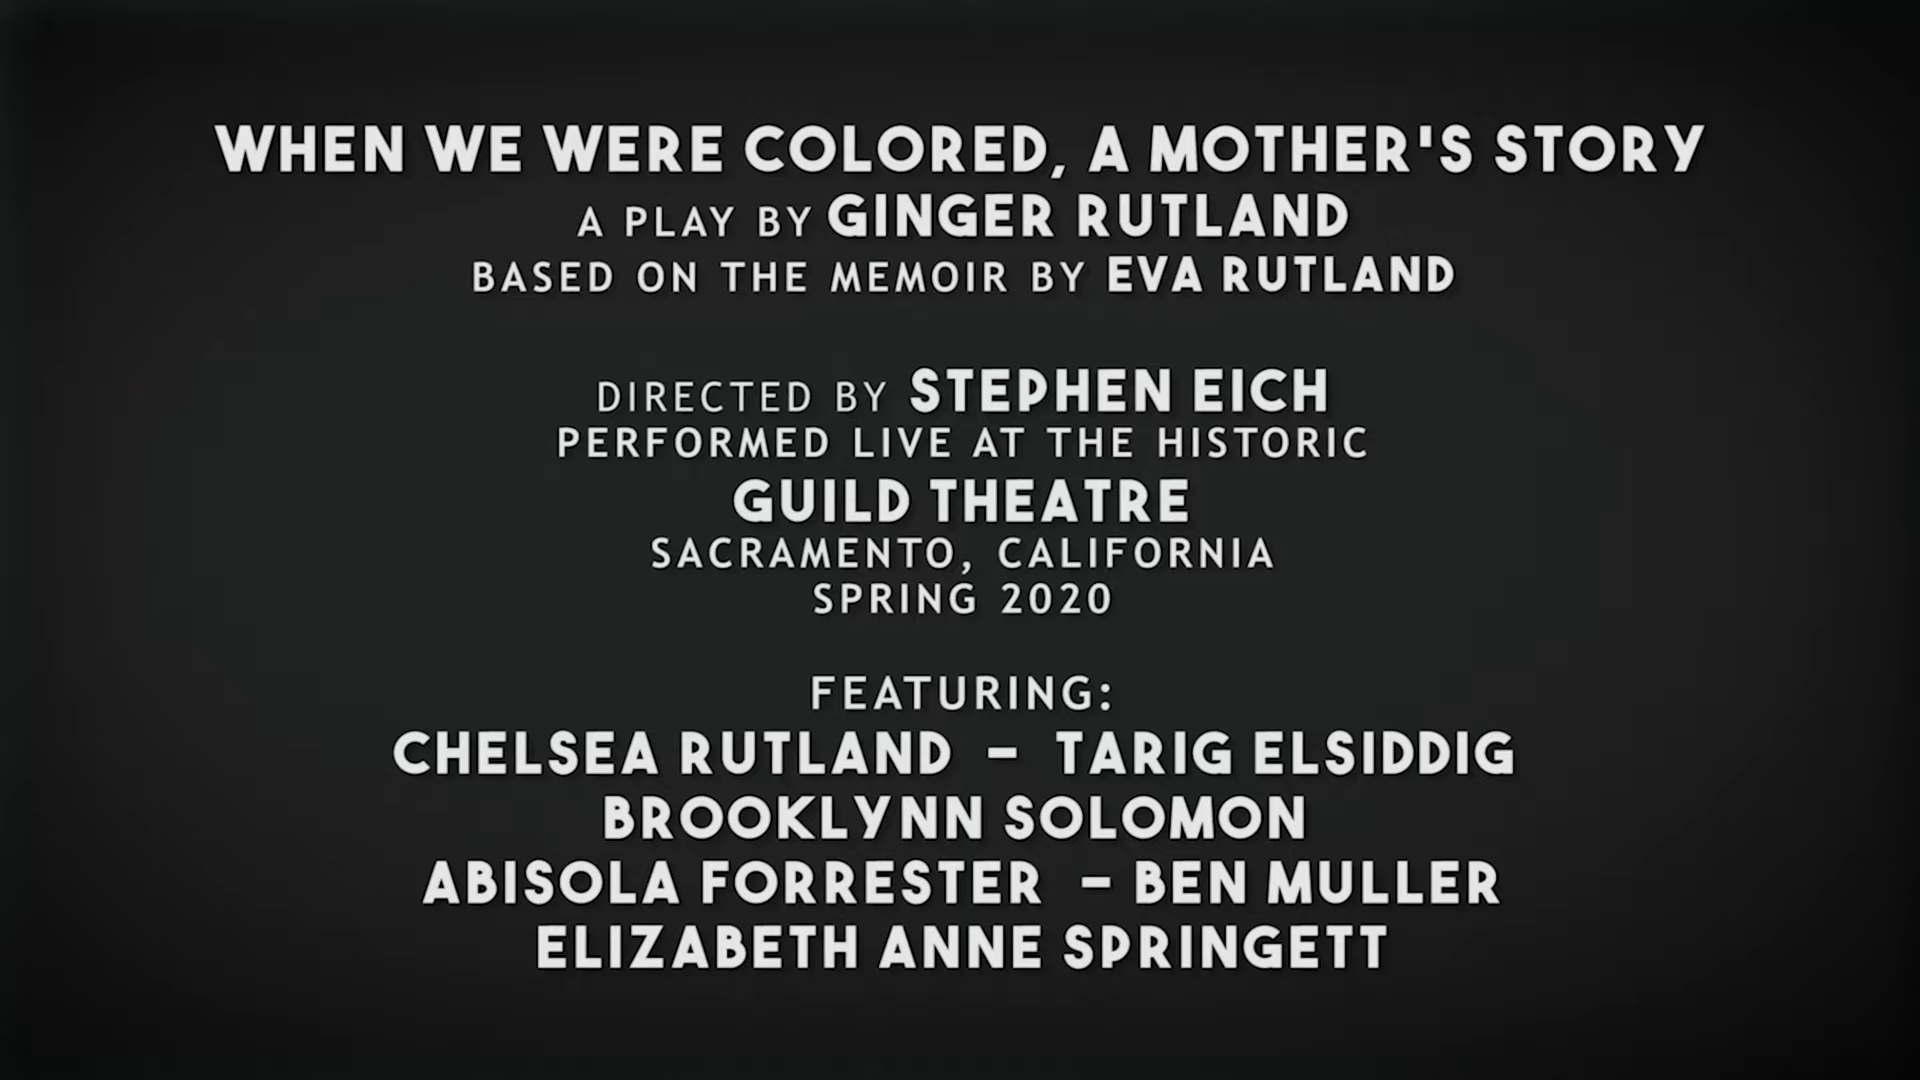 WHEN WE WERE COLORED, A MOTHER'S STORY
A PLAY BY GINGER RUTLAND
BASED ON THE MEMOIR BY EVA RUTLAND
DIRECTED BY STEPHEN EICH
PERFORMED LIVE AT THE HISTORIC
GUILD THEATRE
SACRAMENTO, CALIFORNIA
SPRING 2020
FEATURING:
CHELSEA RUTLAND – TARIG ELSIDDIG
BROOKLYNN SOLOMON
ABISOLA FORRESTER – BEN MULLER
ELIZABETH ANNE SPRINGETT